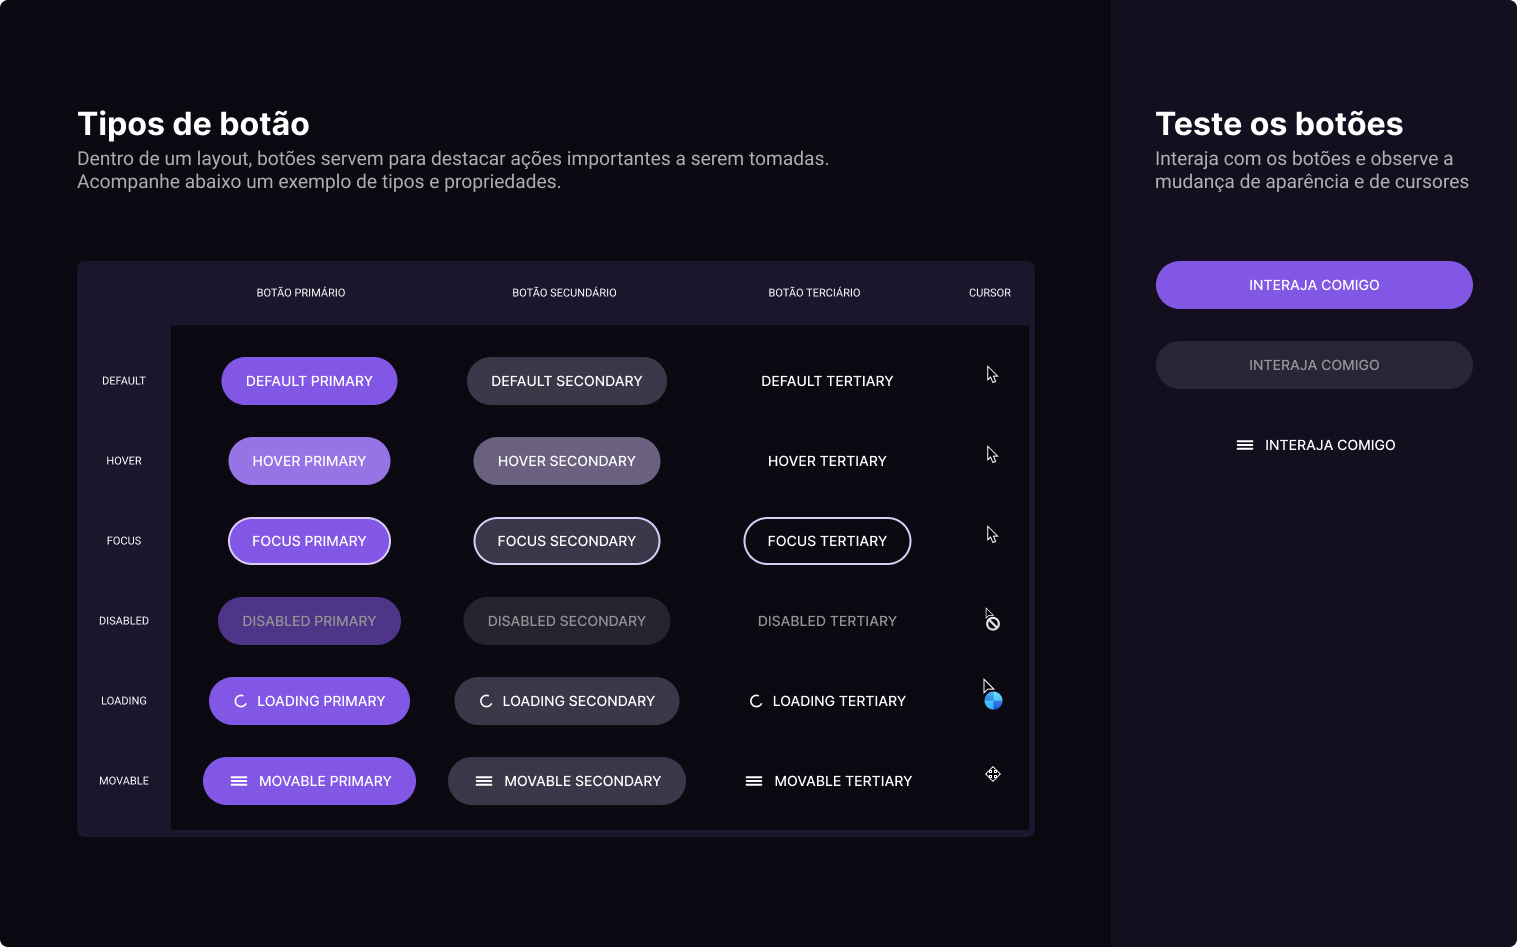 Tipos de botão
Dentro de um layout, botões servem para destacar ações importantes a serem tomadas.
Acompanhe abaixo um exemplo de tipos e propriedades.
BOTÃO PRIMÁRIO
BOTÃO SECUNDÁRIO
BOTÃO TERCIÁRIO
CURSOR
DEFAULT
DEFAULT PRIMARY
DEFAULT SECONDARY
DEFAULT TERTIARY
HOVER
HOVER PRIMARY
HOVER SECONDARY
HOVER TERTIARY
FOCUS
FOCUS PRIMARY
FOCUS SECONDARY
FOCUS TERTIARY
DISABLED
DISABLED PRIMARY
DISABLED SECONDARY
DISABLED TERTIARY
LOADING
LOADING PRIMARY
LOADING SECONDARY
LOADING TERTIARY
MOVABLE
MOVABLE PRIMARY
MOVABLE SECONDARY
MOVABLE TERTIARY
Teste os botões
Interaja com os botões e observe a
mudança de aparência e de cursores
INTERAJA COMIGO
INTERAJA COMIGO
INTERAJA COMIGO